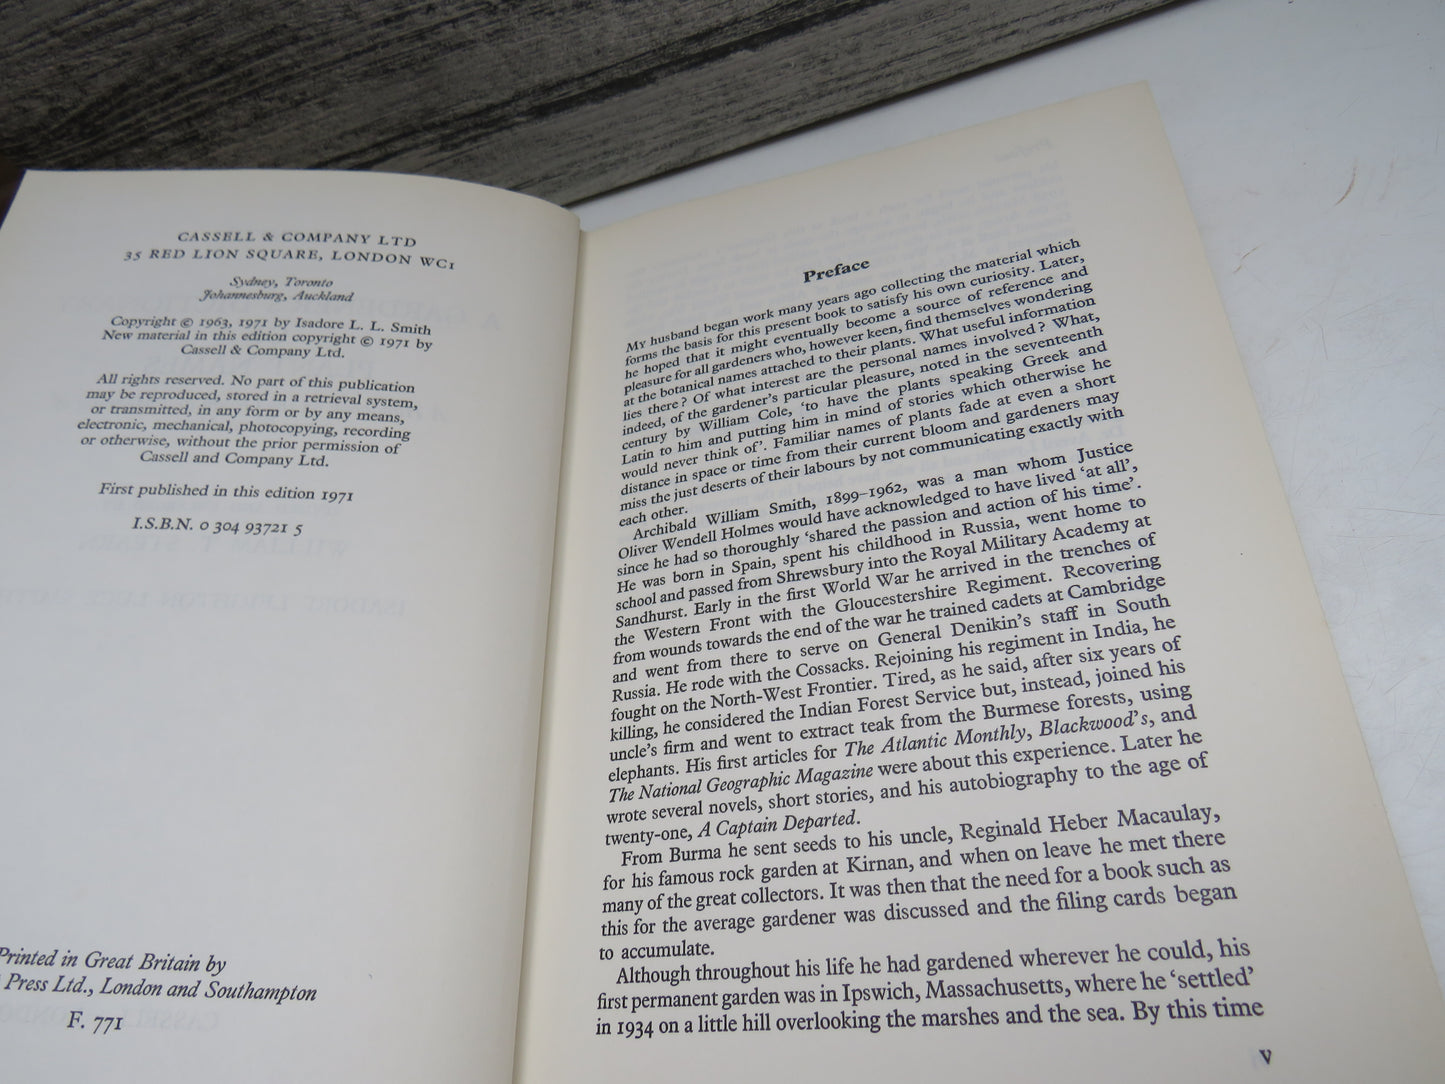 CASSELL & COMPANY LTD
35 RED LION SQUARE, LONDON WC1
Sydney, Toronto
Johannesburg, Auckland
Copyright © 1963, 1971 by Isadore L. L. Smith
New material in this edition copyright © 1971 by
Cassell & Company Ltd.
All rights reserved. No part of this publication
may be reproduced, stored in a retrieval system,
or transmitted, in any form or by any means,
electronic, mechanical, photocopying, recording
or otherwise, without the prior permission of
Cassell and Company Ltd.
First published in this edition 1971
I.S.B.N. 0 304 93721 5
Printed in Great Britain by
Press Ltd., London and Southampton
F. 771
Preface
MY husband began work many years ago collecting the material which
forms the basis for this present book to satisfy his own curiosity. Later,
he hoped that it might eventually become a source of reference and
pleasure for all gardeners who, however keen, find themselves wondering
at the botanical names attached to their plants. What useful information
lies there? Of what interest are the personal names involved? What,
indeed, of the gardener's particular pleasure, noted in the seventeenth
century by William Cole, 'to have the plants speaking Greek and
Latin to him and putting him in mind of stories which otherwise he
would never think of'. Familiar names of plants fade at even a short
distance in space or time from their current bloom and gardeners may
miss the just deserts of their labours by not communicating exactly with
each other.
Archibald William Smith, 1899–1962, was a man whom Justice
Oliver Wendell Holmes would have acknowledged to have lived 'at all',
since he had so thoroughly 'shared the passion and action of his time'.
He was born in Spain, spent his childhood in Russia, went home to
school and passed from Shrewsbury into the Royal Military Academy at
Sandhurst. Early in the first World War he arrived in the trenches of
the Western Front with the Gloucestershire Regiment. Recovering
from wounds towards the end of the war he trained cadets at Cambridge
and went from there to serve on General Denikin's staff in South
Russia. He rode with the Cossacks. Rejoining his regiment in India, he
fought on the North-West Frontier. Tired, as he said, after six years of
killing, he considered the Indian Forest Service but, instead, joined his
uncle's firm and went to extract teak from the Burmese forests, using
elephants. His first articles for The Atlantic Monthly, Blackwood's, and
The National Geographic Magazine were about this experience. Later he
wrote several novels, short stories, and his autobiography to the age of
twenty-one, A Captain Departed.
From Burma he sent seeds to his uncle, Reginald Heber Macaulay,
for his famous rock garden at Kirnan, and when on leave he met there
many of the great collectors. It was then that the need for a book such as
this for the average gardener was discussed and the filing cards began
to accumulate.
Although throughout his life he had gardened wherever he could, his
first permanent garden was in Ipswich, Massachusetts, where he 'settled'
in 1934 on a little hill overlooking the marshes and the sea. By this time
v